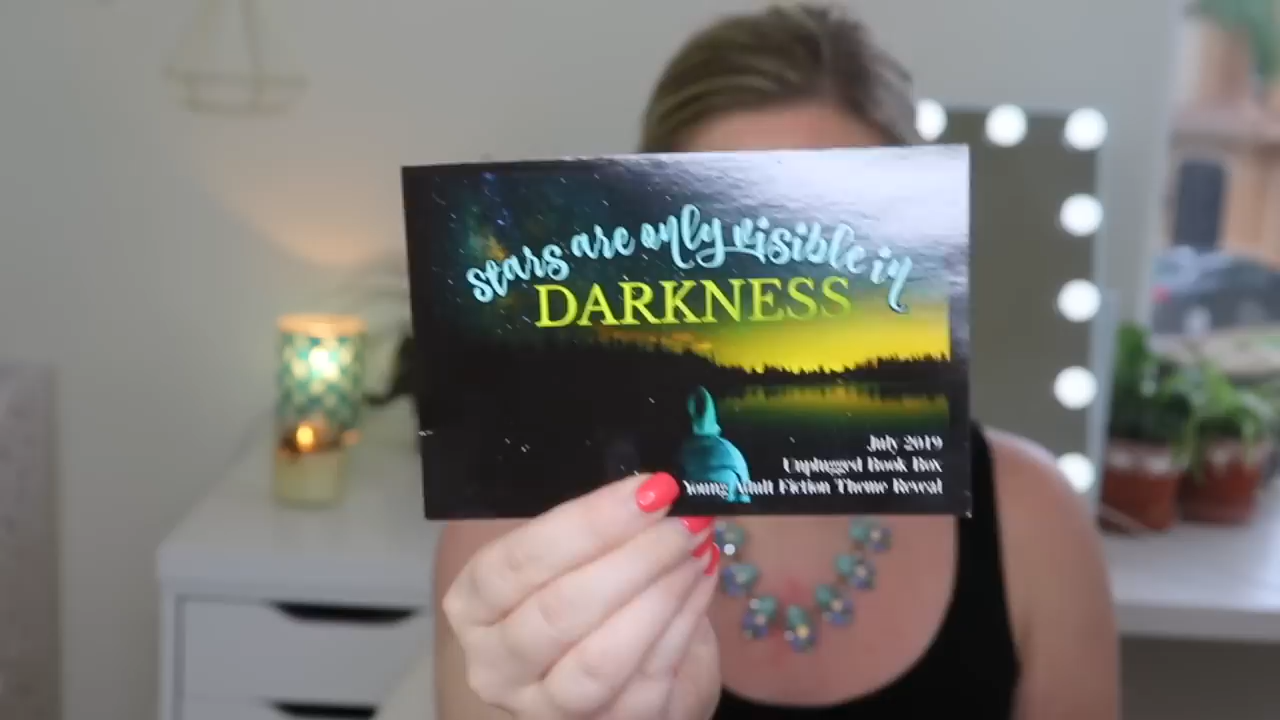 stars are only visible in
DARKNESS
July 2019
Unplugged Book Box
Young Adult Fiction Theme Reveal